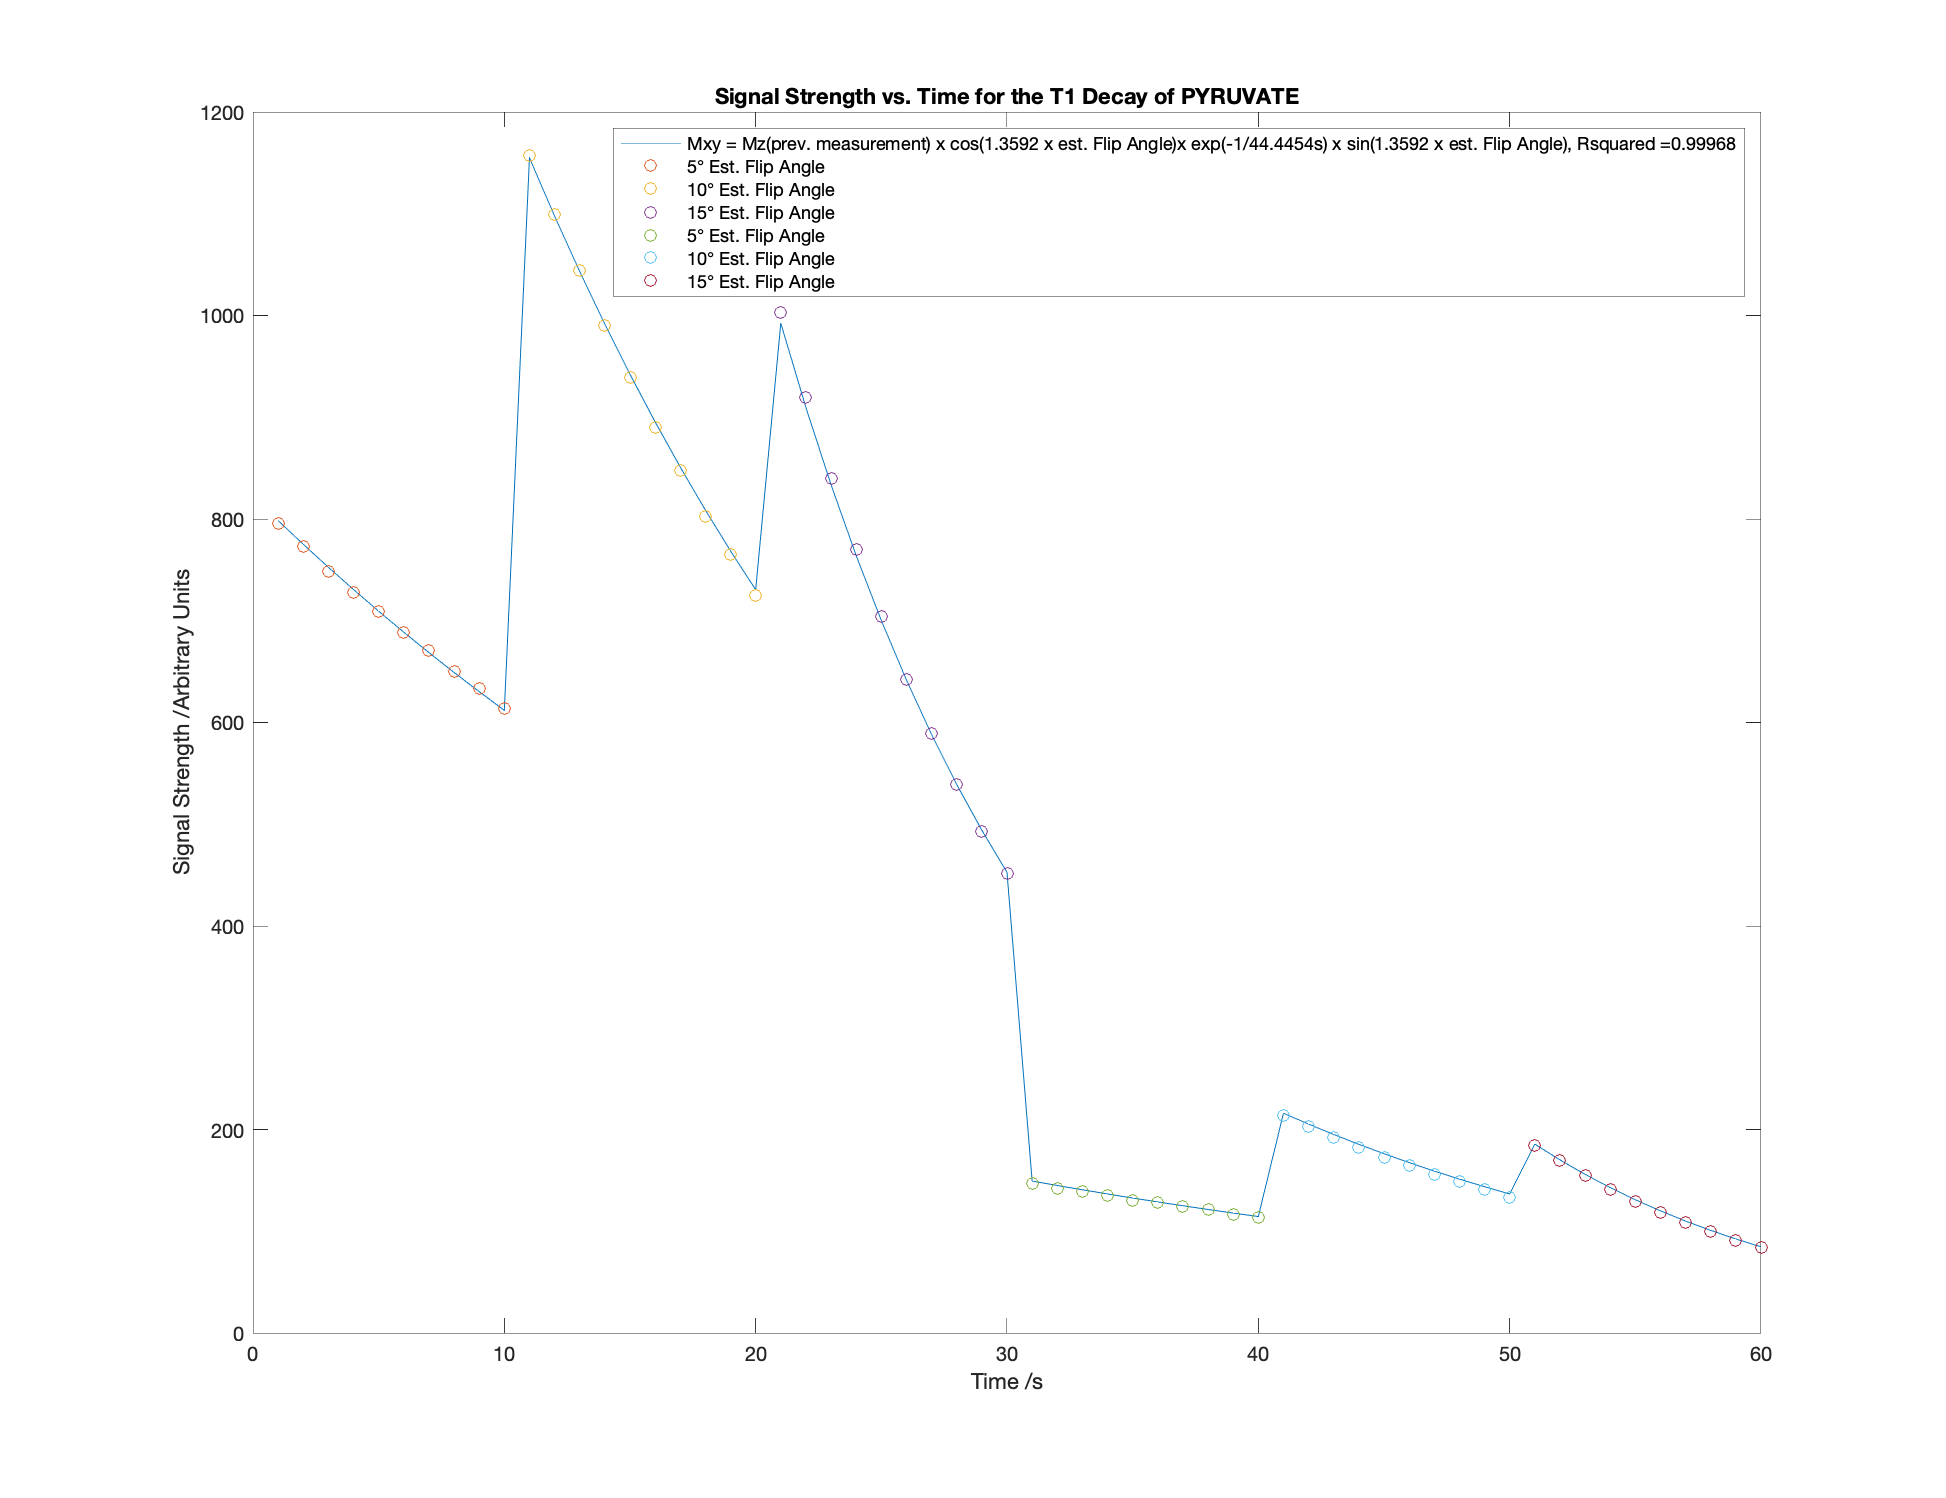 Signal Strength vs. Time for the T1 Decay of PYRUVATE
Mxy = Mz(prev. measurement) x cos(1.3592 x est. Flip Angle)x exp(-1/44.4454s) x sin(1.3592 x est. Flip Angle), Rsquared =0.99968
5° Est. Flip Angle
10° Est. Flip Angle
15° Est. Flip Angle
5° Est. Flip Angle
10° Est. Flip Angle
15° Est. Flip Angle
Signal Strength /Arbitrary Units
1200
1000
800
600
400
200
0
0 10 20 30 40 50 60
Time /s